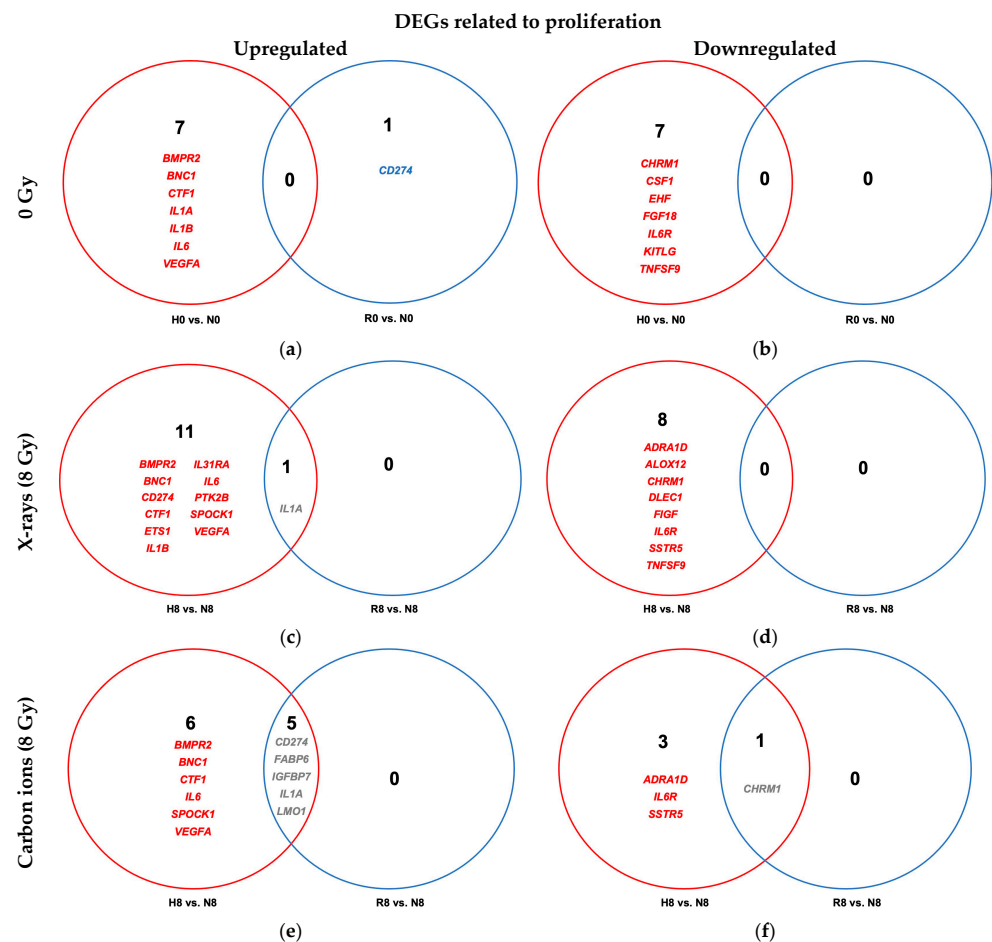 DEGs related to proliferation
Upregulated
Downregulated
0 Gy
7
BMPR2
BNC1
CTF1
IL1A
IL1B
IL6
VEGFA
0
1
CD274
H0 vs. N0
R0 vs. N0
(a)
7
CHRM1
CSF1
EHF
FGF18
IL6R
KITLG
TNFSF9
0
0
H0 vs. N0
R0 vs. N0
(b)
X-rays (8 Gy)
11
BMPR2 IL31RA
BNC1 IL6
CD274 PTK2B
CTF1 SPOCK1
ETS1 VEGFA
IL1B
1
IL1A
0
H8 vs. N8
R8 vs. N8
(c)
8
ADRA1D
ALOX12
CHRM1
DLEC1
FIGF
IL6R
SSTR5
TNFSF9
0
0
H8 vs. N8
R8 vs. N8
(d)
Carbon ions (8 Gy)
6
BMPR2
BNC1
CTF1
IL6
SPOCK1
VEGFA
5
CD274
FABP6
IGFBP7
IL1A
LMO1
0
H8 vs. N8
R8 vs. N8
(e)
3
ADRA1D
IL6R
SSTR5
1
CHRM1
0
H8 vs. N8
R8 vs. N8
(f)